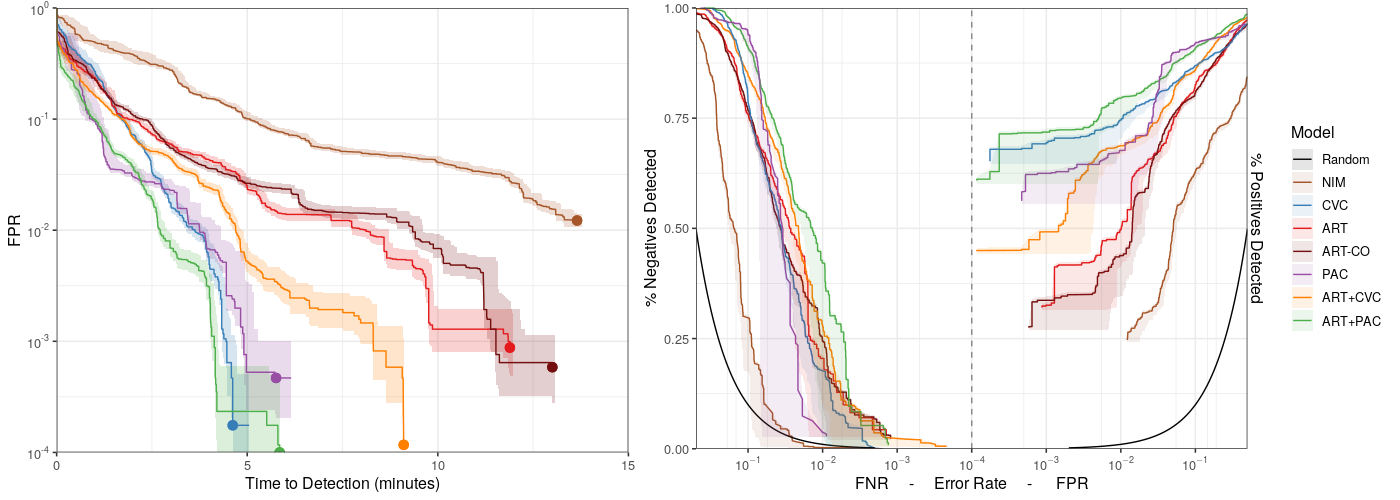 FPR
10⁰
10⁻¹
10⁻²
10⁻³
10⁻⁴
0
5
10
15
Time to Detection (minutes)
% Negatives Detected
1.00
0.75
0.50
0.25
0.00
10⁻¹
10⁻²
10⁻³
10⁻⁴
10⁻³
10⁻²
10⁻¹
FNR - Error Rate - FPR
% Positives Detected
Model
Random
NIM
CVC
ART
ART-CO
PAC
ART+CVC
ART+PAC